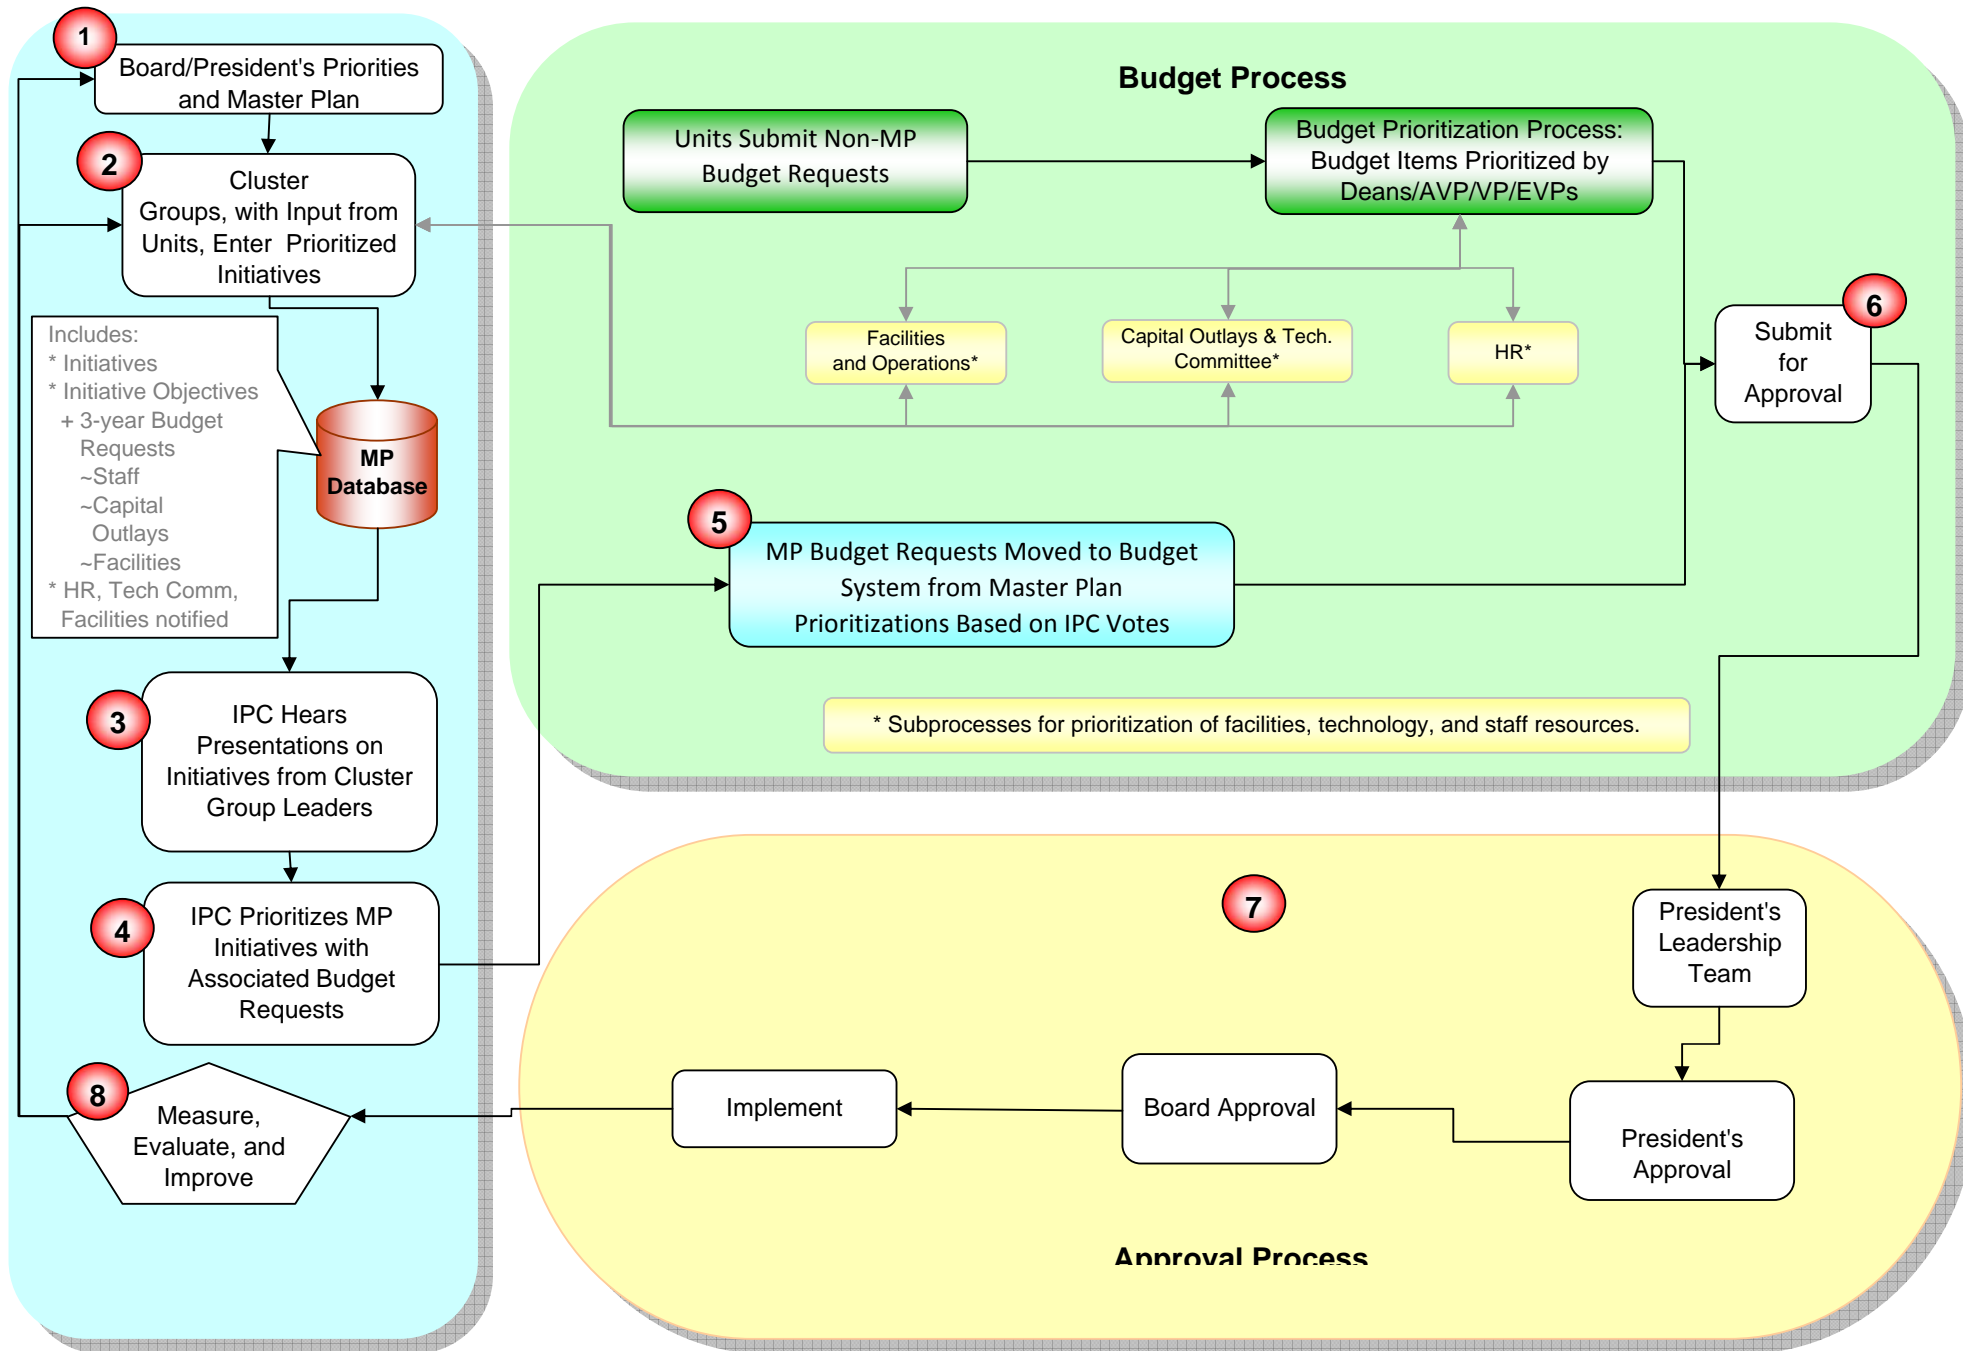 1
Board/President's Priorities
and Master Plan
2
Cluster
Groups, with Input from
Units, Enter Prioritized
Initiatives
Includes:
* Initiatives
* Initiative Objectives
+ 3-year Budget
Requests
~Staff
~Capital
Outlays
~Facilities
* HR, Tech Comm,
Facilities notified
MP
Database
3
IPC Hears
Presentations on
Initiatives from Cluster
Group Leaders
4
IPC Prioritizes MP
Initiatives with
Associated Budget
Requests
8
Measure,
Evaluate, and
Improve
Budget Process
Units Submit Non-MP
Budget Requests
Budget Prioritization Process:
Budget Items Prioritized by
Deans/AVP/VP/EVPs
Facilities
and Operations*
Capital Outlays & Tech.
Committee*
HR*
6
Submit
for
Approval
5
MP Budget Requests Moved to Budget
System from Master Plan
Prioritizations Based on IPC Votes
* Subprocesses for prioritization of facilities, technology, and staff resources.
7
President's
Leadership
Team
President's
Approval
Board Approval
Implement
Approval Process